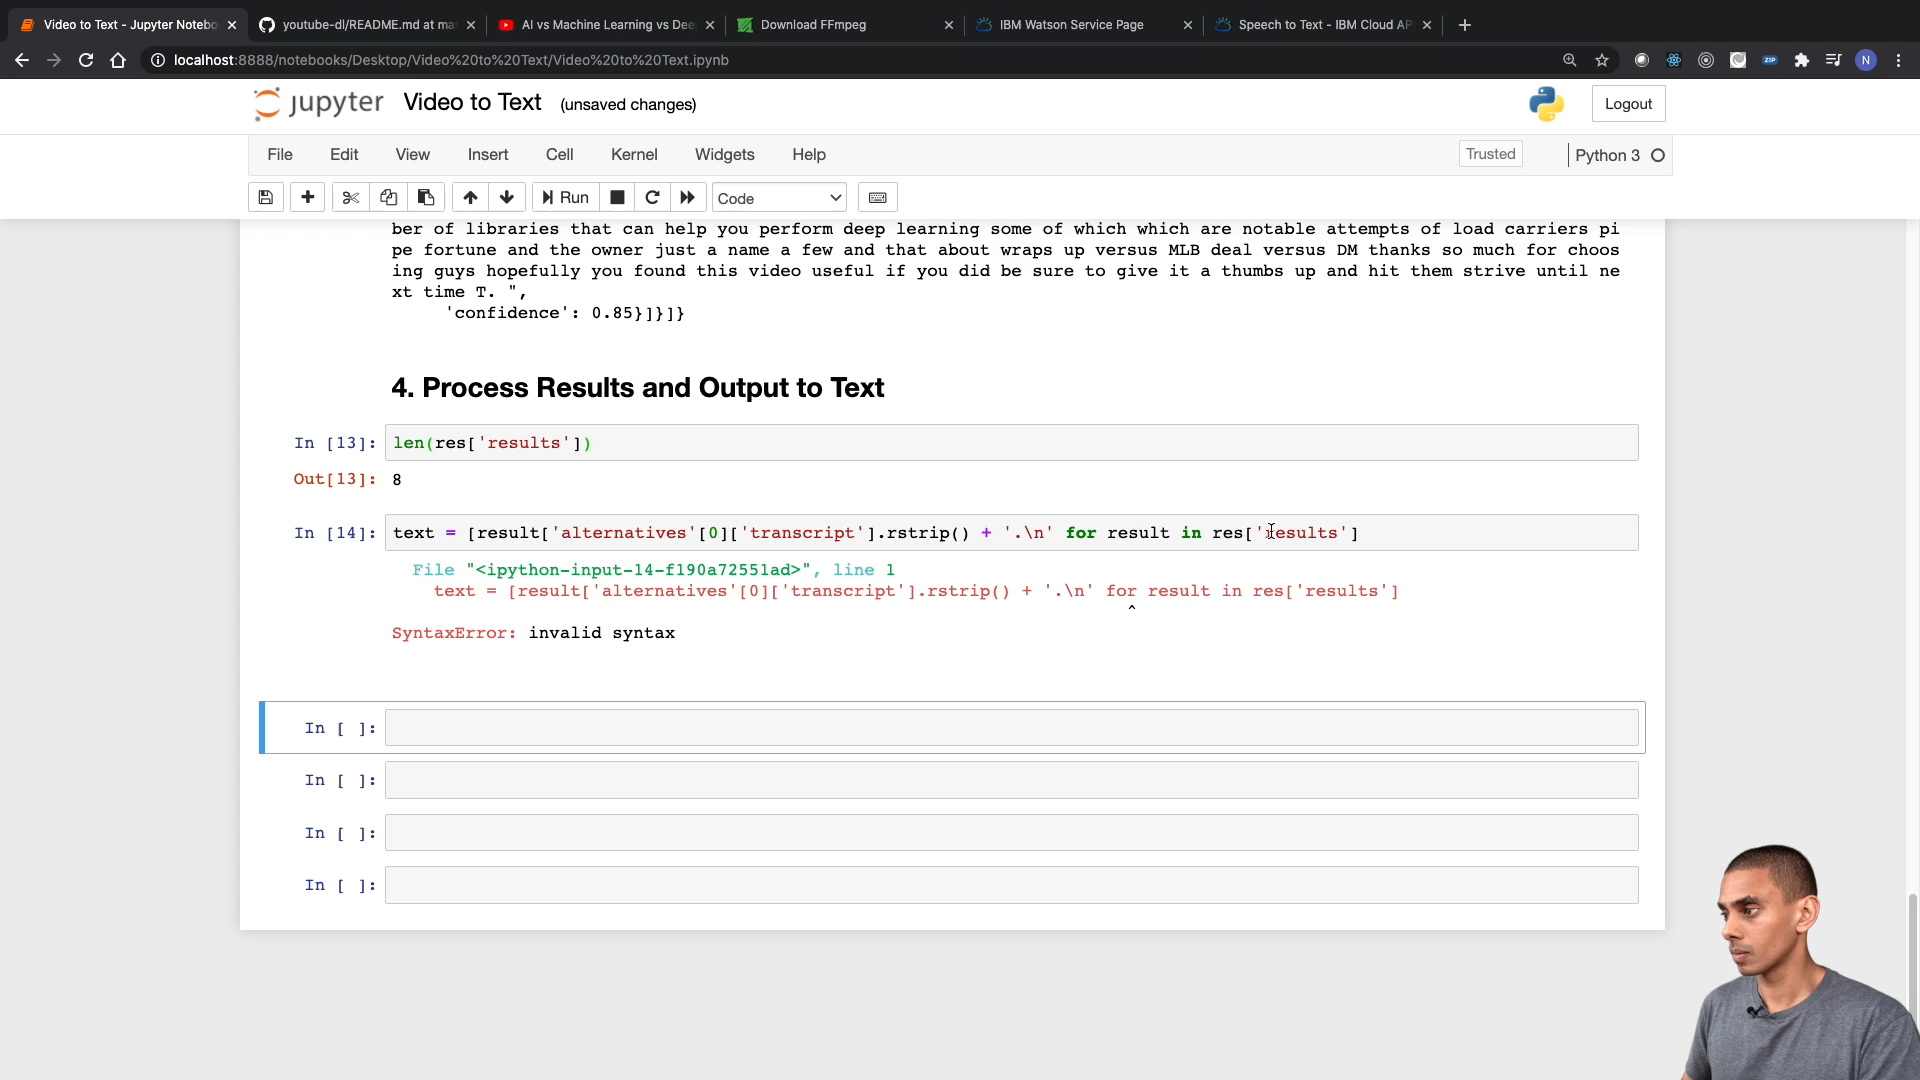 Video to Text - Jupyter Notebo
youtube-dl/README.md at ma
AI vs Machine Learning vs Dee
Download FFmpeg
IBM Watson Service Page
Speech to Text - IBM Cloud AP
localhost:8888/notebooks/Desktop/Video%20to%20Text/Video%20to%20Text.ipynb
ZIP
N
jupyter Video to Text (unsaved changes)
Logout
File Edit View Insert Cell Kernel Widgets Help
Trusted
Python 3
Run
Code
ber of libraries that can help you perform deep learning some of which which are notable attempts of load carriers pi
pe fortune and the owner just a name a few and that about wraps up versus MLB deal versus DM thanks so much for choos
ing guys hopefully you found this video useful if you did be sure to give it a thumbs up and hit them strive until ne
xt time T. ",
'confidence': 0.85}]}]}
4. Process Results and Output to Text
In [13]: len(res['results'])
Out[13]: 8
In [14]: text = [result['alternatives'[0]['transcript'].rstrip() + '.\n' for result in res['results']
File "<ipython-input-14-f190a72551ad>", line 1
text = [result['alternatives'[0]['transcript'].rstrip() + '.\n' for result in res['results']
^
SyntaxError: invalid syntax
In [ ]:
In [ ]:
In [ ]:
In [ ]: